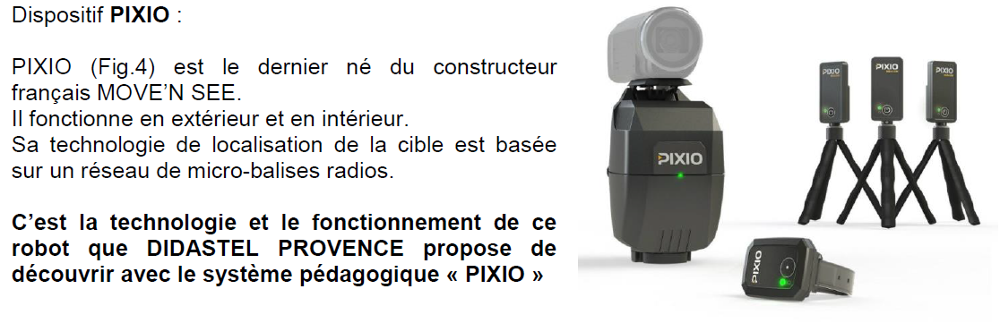 Dispositif PIXIO :
PIXIO (Fig.4) est le dernier né du constructeur
français MOVE’N SEE.
Il fonctionne en extérieur et en intérieur.
Sa technologie de localisation de la cible est basée
sur un réseau de micro-balises radios.
C’est la technologie et le fonctionnement de ce
robot que DIDASTEL PROVENCE propose de
découvrir avec le système pédagogique « PIXIO »
PIXIO
PIXIO
PIXIO
PIXIO
PIXIO